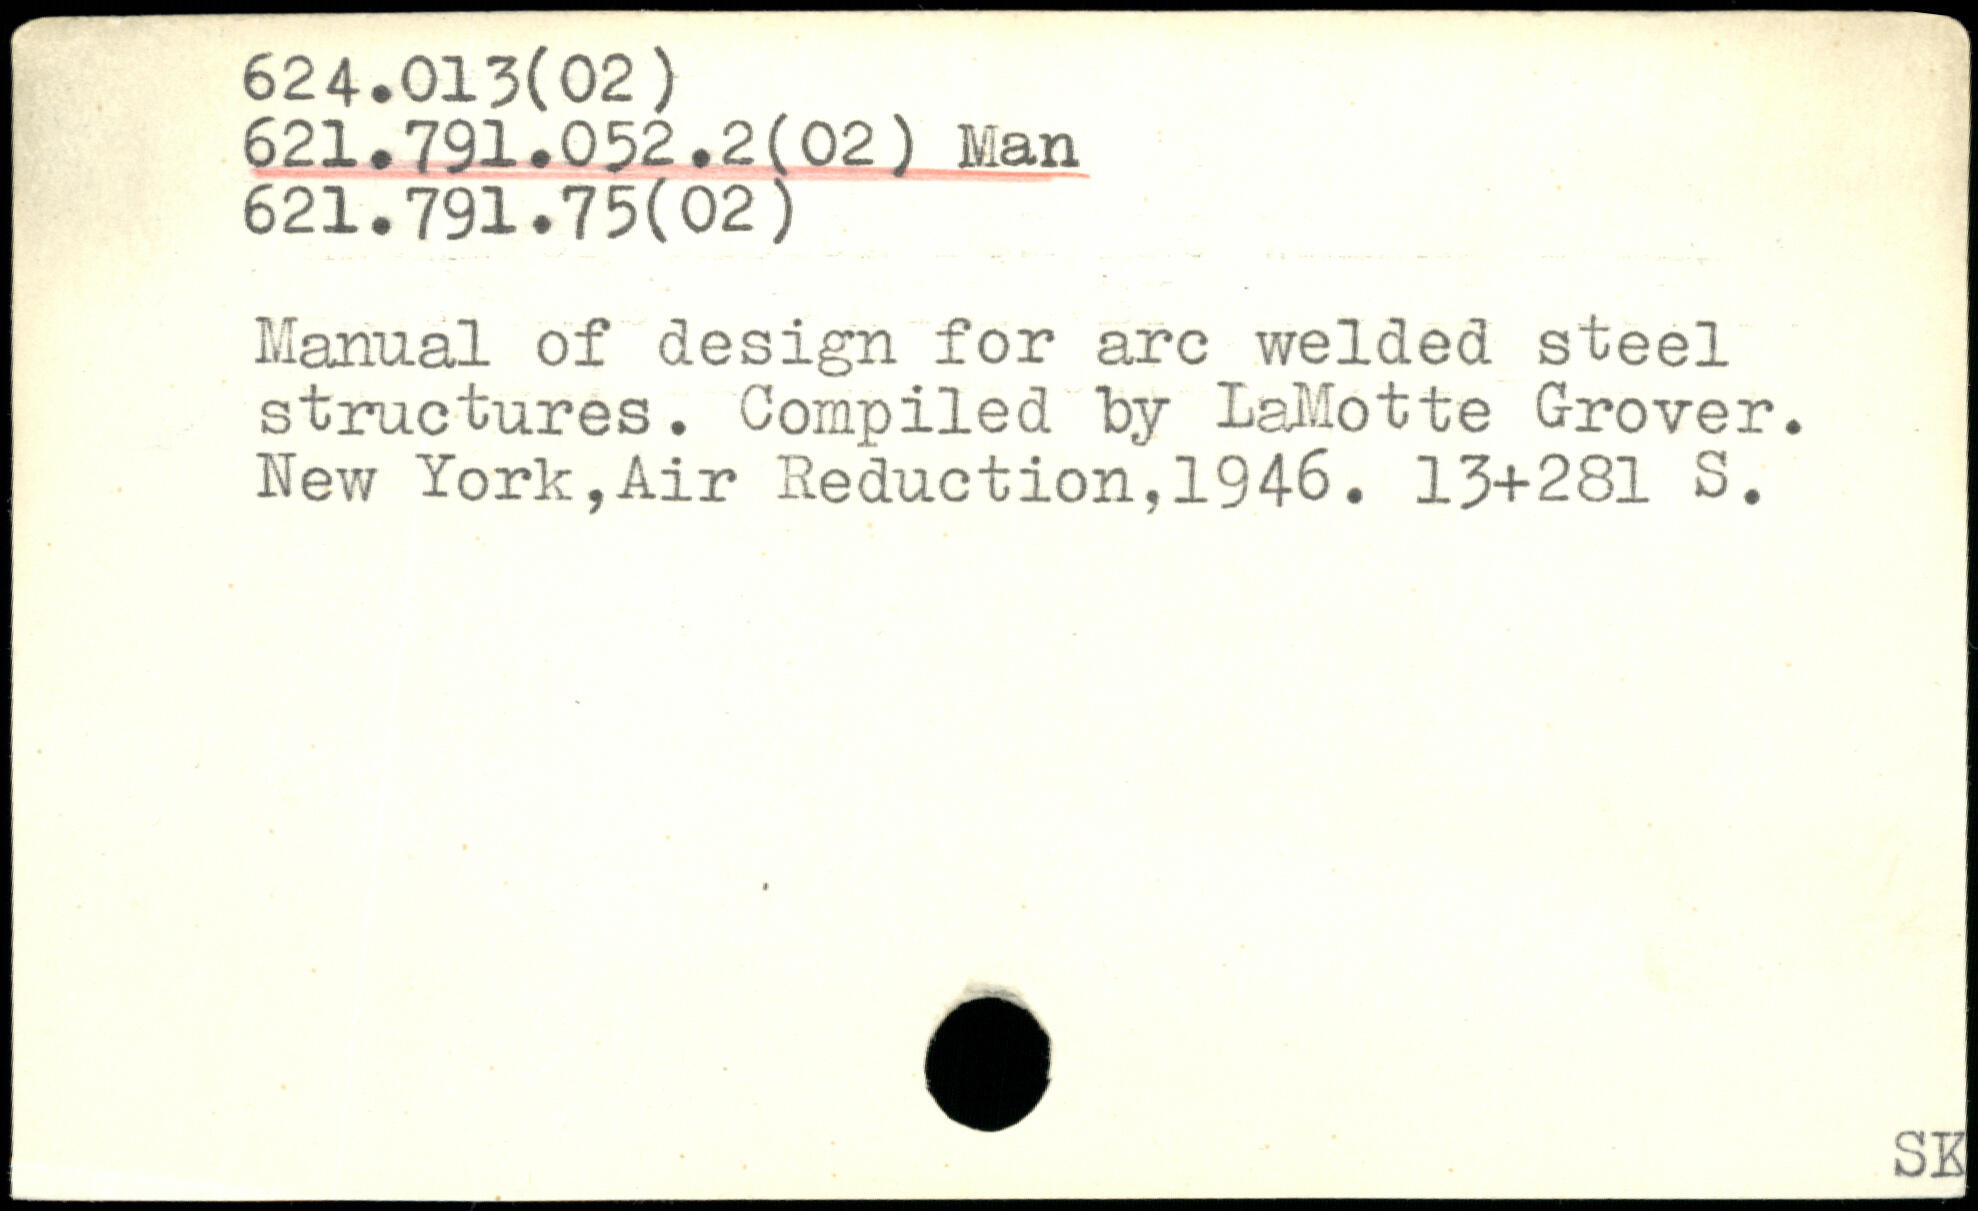 624.013(02)
621.791.052.2(02) Man
621.791.75(02)
Manual of design for arc welded steel
structures. Compiled by LaMotte Grover.
New York,Air Reduction,1946. 13+281 S.
SK